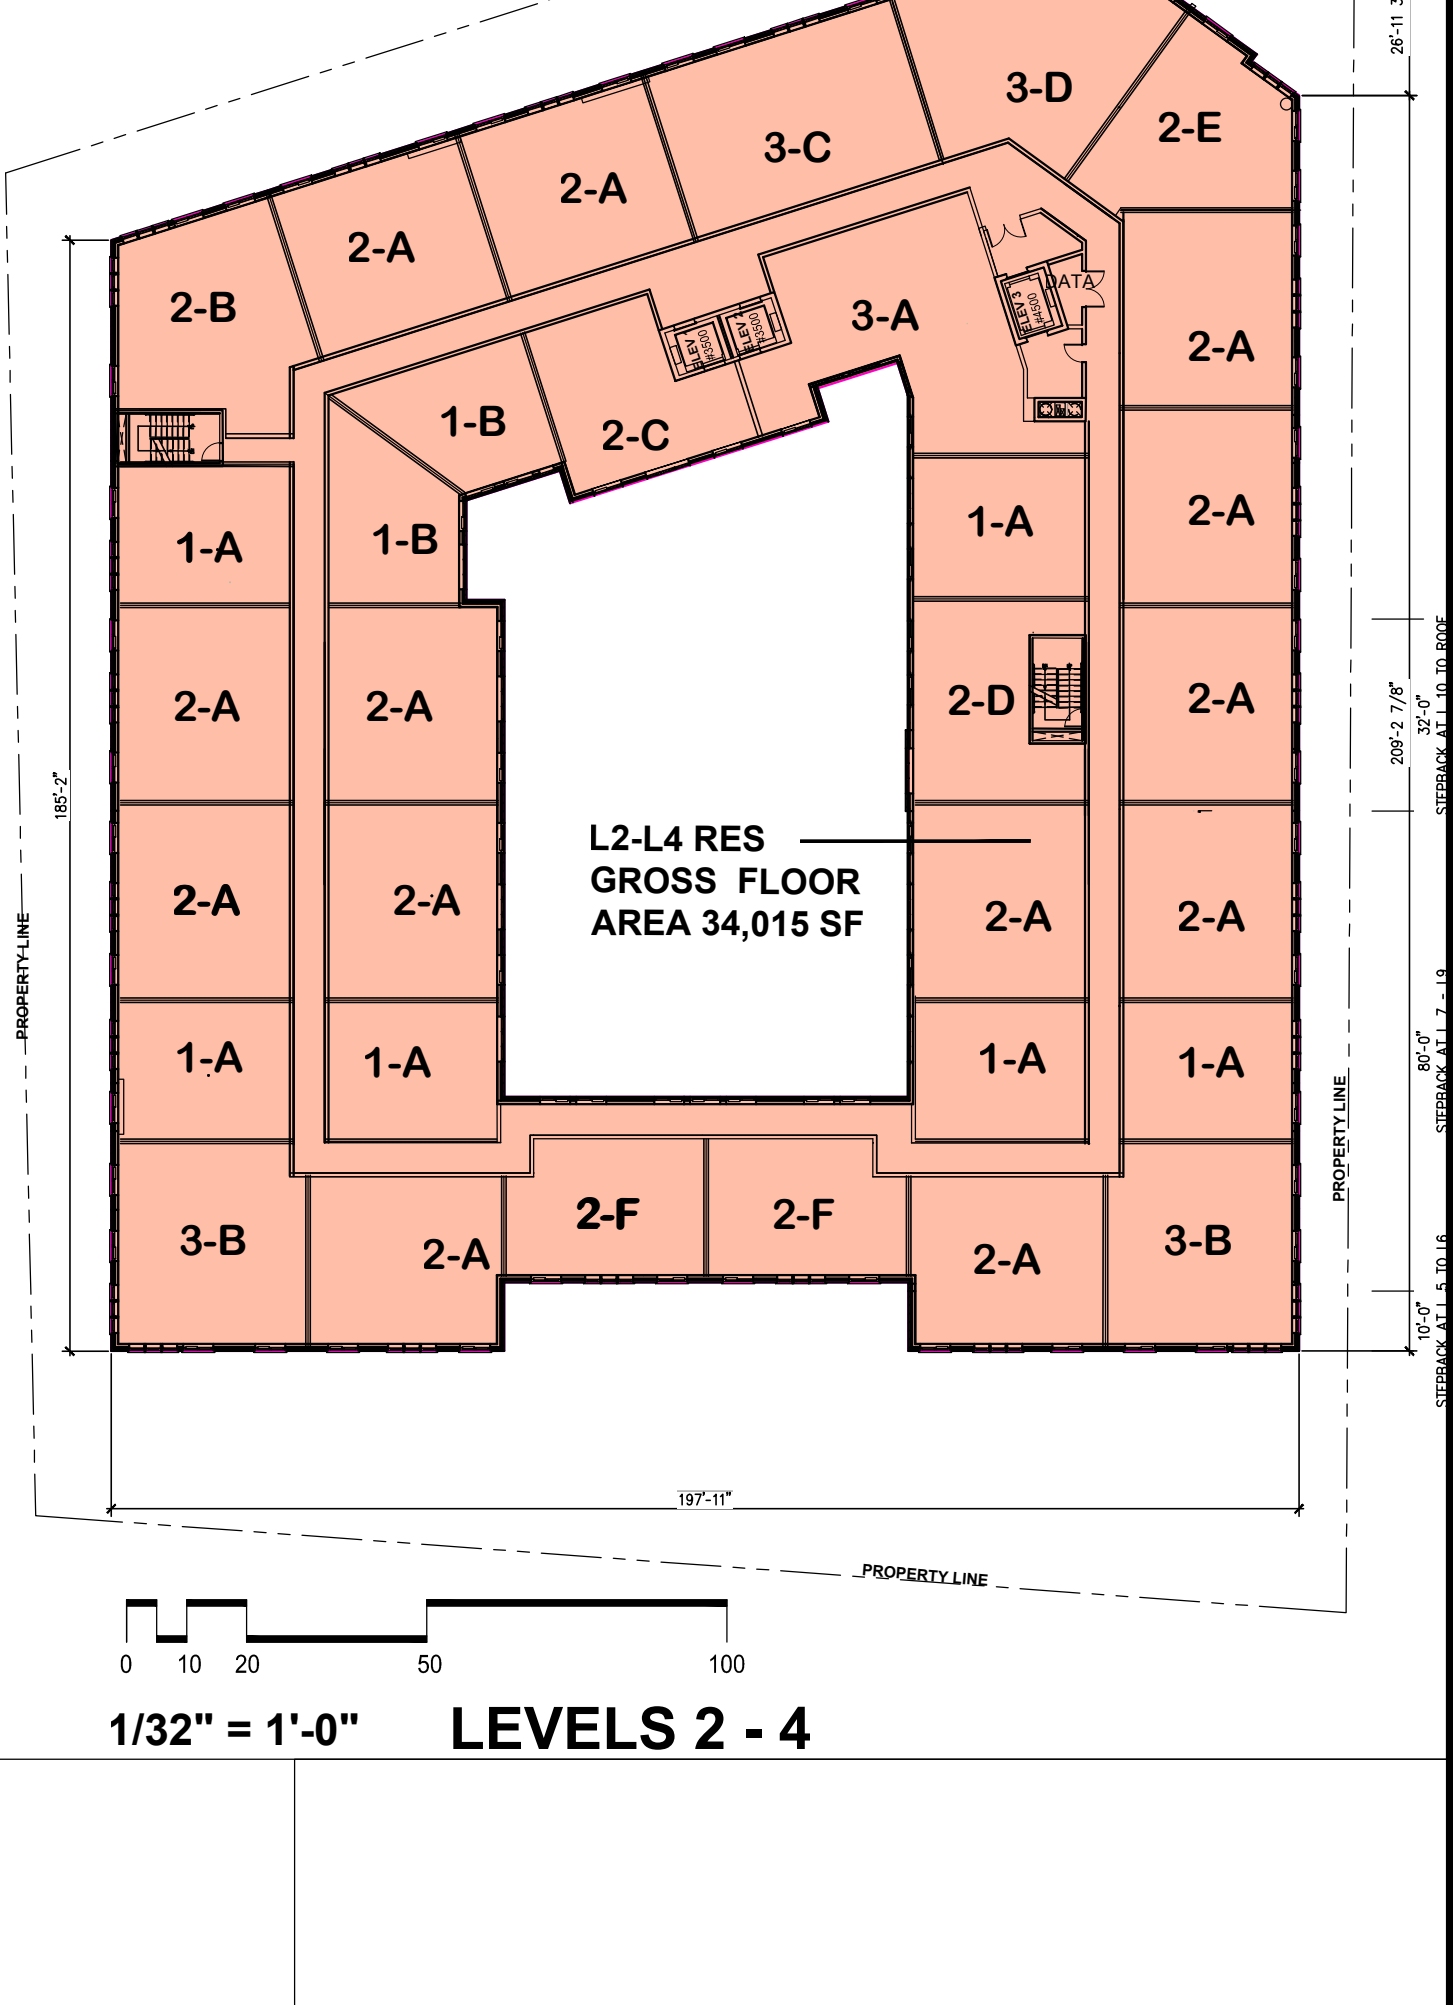 26'-11 3
3-D
2-E
3-C
2-A
2-A
2-B
DATA
ELEV 3
#4500
3-A
ELEV 2
#3500
ELEV
#3500
2-A
1-B
2-C
2-A
1-A
1-B
1-A
2-A
2-A
2-D
2-A
STEPBACK AT L 10 TO ROOF
32'-0"
209'-2 7/8"
185'-2"
L2-L4 RES
GROSS FLOOR
AREA 34,015 SF
2-A
2-A
2-A
2-A
PROPERTY LINE
1-A
1-A
1-A
1-A
80'-0"
STEPBACK AT L 7 - L9
PROPERTY LINE
3-B
2-A
2-F
2-F
2-A
3-B
10'-0"
STEPBACK AT L 5 TO L6
197'-11"
PROPERTY LINE
0 10 20 50 100
1/32" = 1'-0" LEVELS 2 - 4